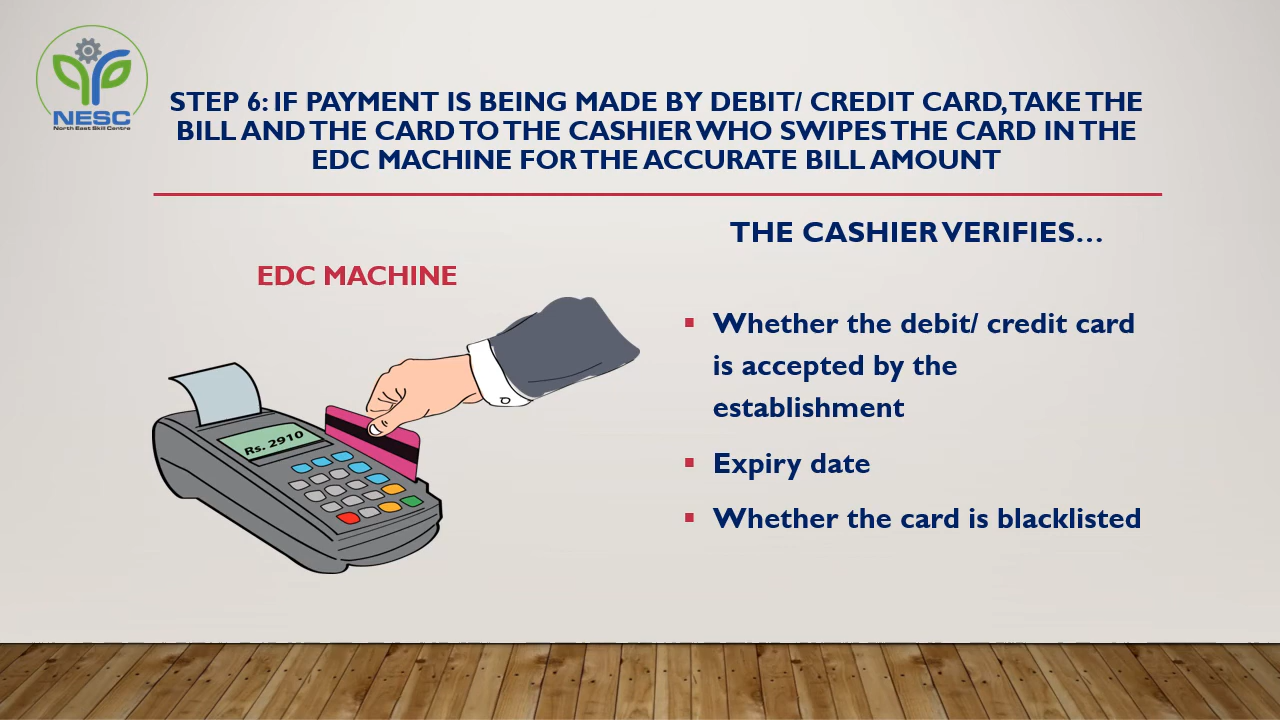 NESC
North East Skill Centre
STEP 6: IF PAYMENT IS BEING MADE BY DEBIT/ CREDIT CARD, TAKE THE
BILL AND THE CARD TO THE CASHIER WHO SWIPES THE CARD IN THE
EDC MACHINE FOR THE ACCURATE BILL AMOUNT
EDC MACHINE
Rs. 2910
THE CASHIER VERIFIES...
Whether the debit/ credit card
is accepted by the
establishment
Expiry date
Whether the card is blacklisted